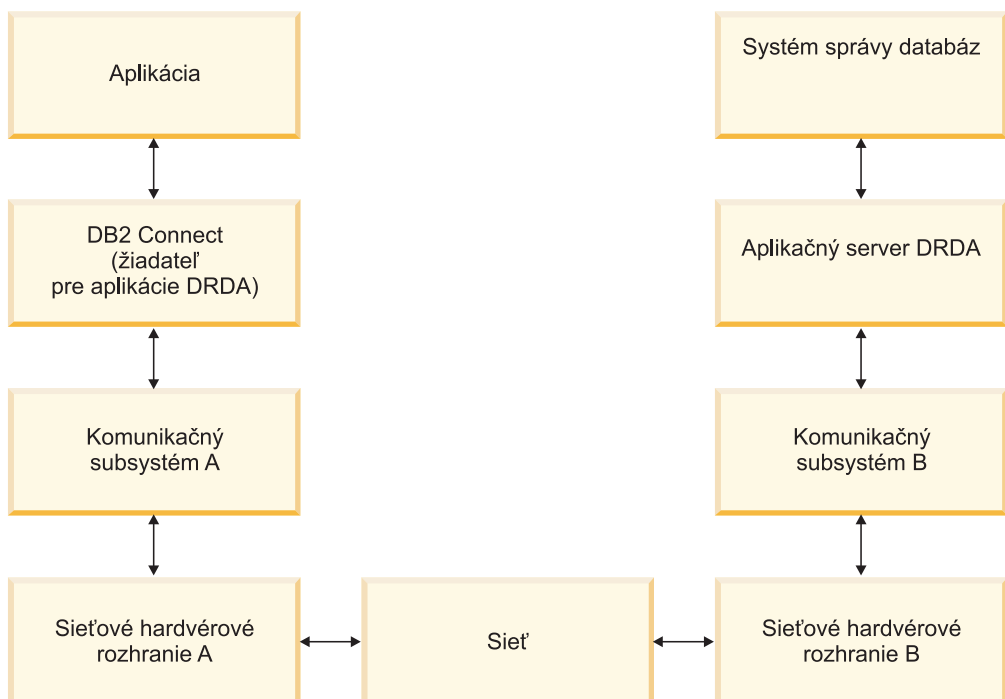 Aplikácia
Systém správy databáz
DB2 Connect
(žiadateľ
pre aplikácie DRDA)
Aplikačný server DRDA
Komunikačný
subsystém A
Komunikačný
subsystém B
Sieťové hardvérové
rozhranie A
Sieť
Sieťové hardvérové
rozhranie B